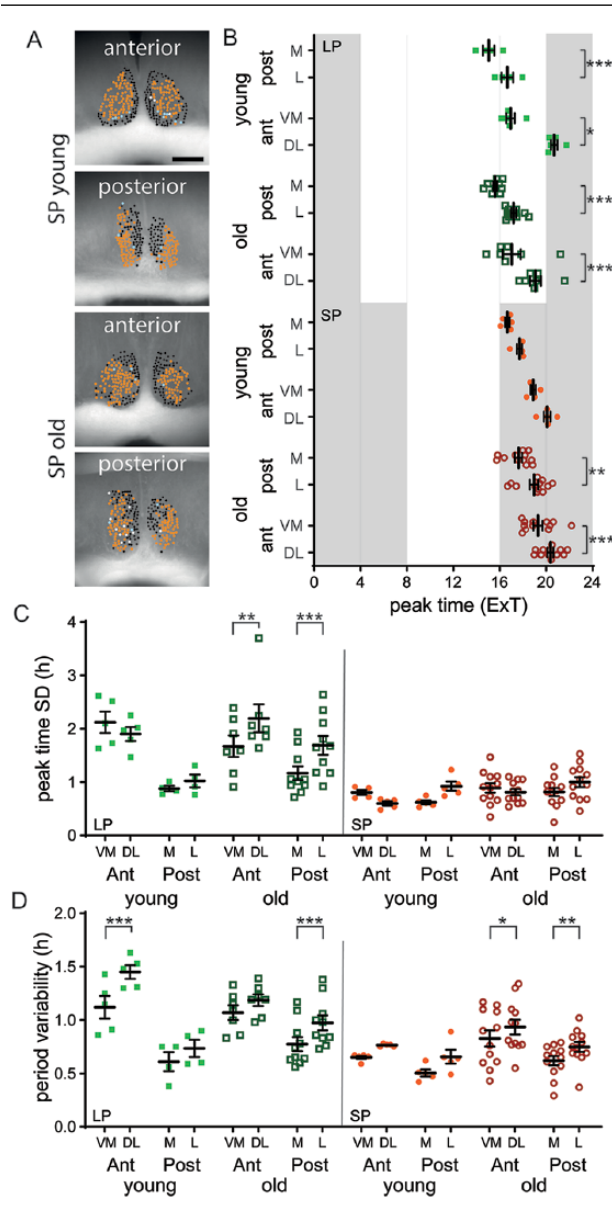 A
anterior
posterior
SP young
anterior
posterior
SP old
B
LP
young
post
M
L
***
ant
VM
DL
*
old
post
M
L
***
ant
VM
DL
***
SP
young
post
M
L
ant
VM
DL
old
post
M
L
**
ant
VM
DL
***
0 4 8 12 16 20 24
peak time (ExT)
C
peak time SD (h)
4
3
2
1
0
** ***
LP SP
VM DL M L VM DL M L VM DL M L VM DL M L
Ant Post Ant Post Ant Post Ant Post
young old young old
D
period variability (h)
2.0
1.5
1.0
0.5
0.0
*** *** * **
LP SP
VM DL M L VM DL M L VM DL M L VM DL M L
Ant Post Ant Post Ant Post Ant Post
young old young old